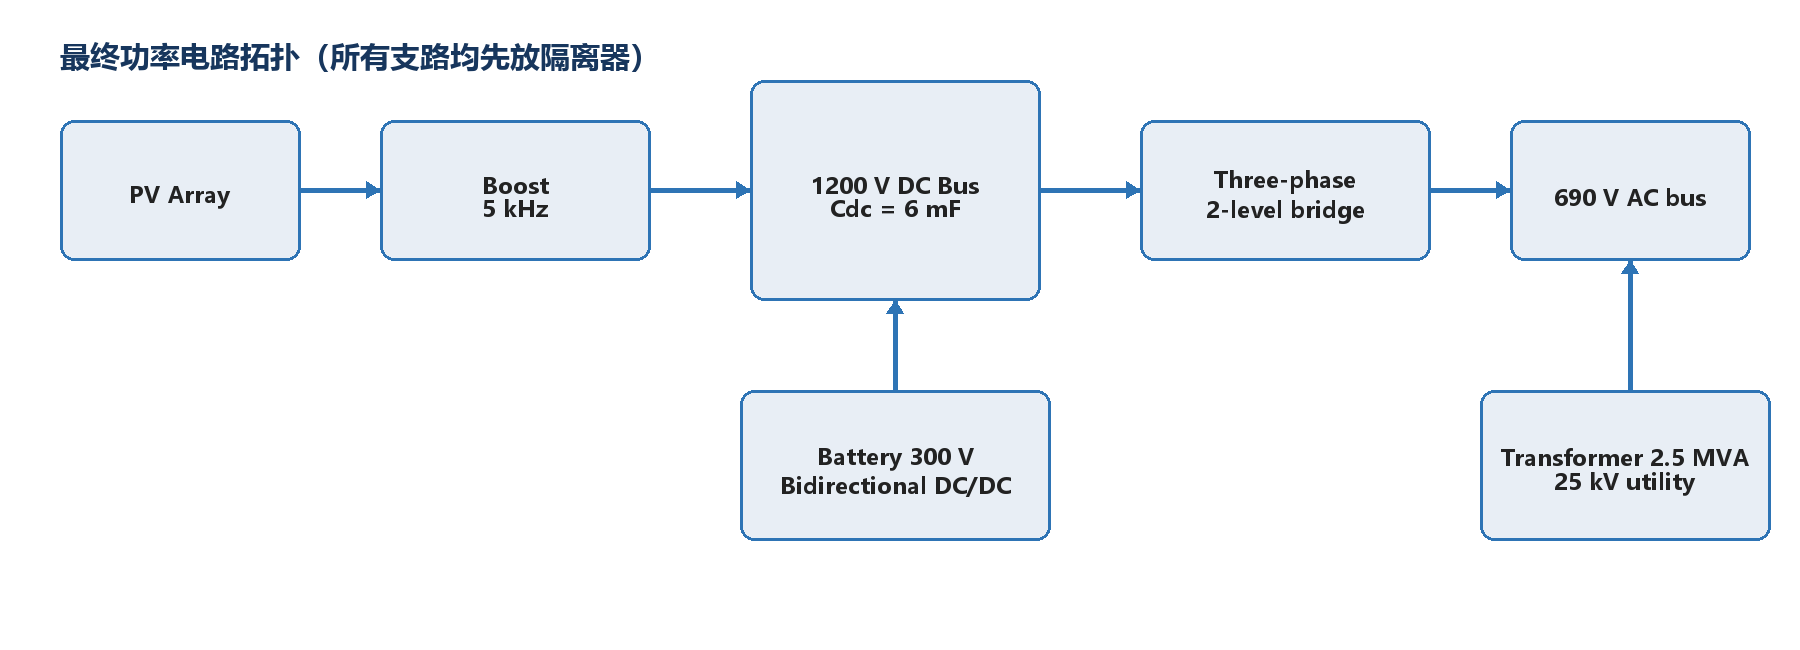 最终功率电路拓扑（所有支路均先放隔离器）
PV Array
Boost
5 kHz
1200 V DC Bus
Cdc = 6 mF
Three-phase
2-level bridge
690 V AC bus
Battery 300 V
Bidirectional DC/DC
Transformer 2.5 MVA
25 kV utility